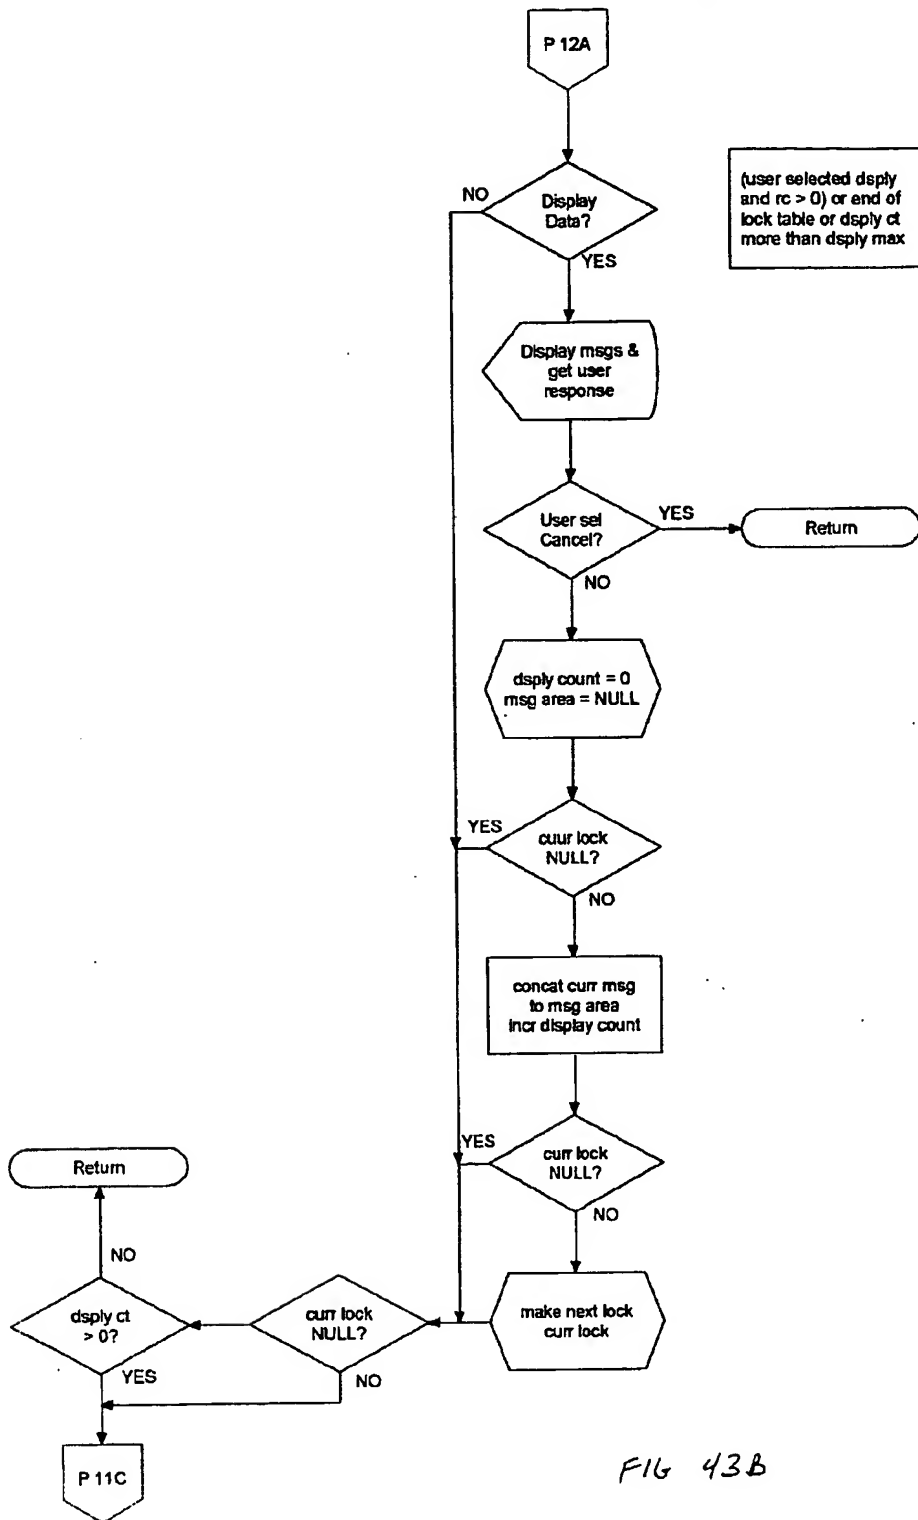 P 12A
(user selected dsply
and rc > 0) or end of
lock table or dsply ct
more than dsply max
NO
Display
Data?
YES
Display msgs &
get user
response
User sel
Cancel?
YES
Return
NO
dsply count = 0
msg area = NULL
YES
cuur lock
NULL?
NO
concat curr msg
to msg area
incr display count
YES
curr lock
NULL?
NO
Return
NO
dsply ct
> 0?
YES
curr lock
NULL?
NO
make next lock
curr lock
P 11C
FIG 43B